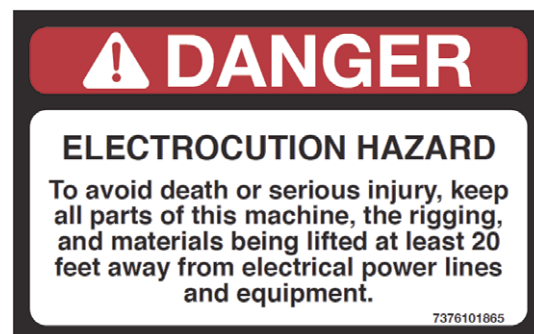 DANGER
ELECTROCUTION HAZARD
To avoid death or serious injury, keep
all parts of this machine, the rigging,
and materials being lifted at least 20
feet away from electrical power lines
and equipment.
7376101865